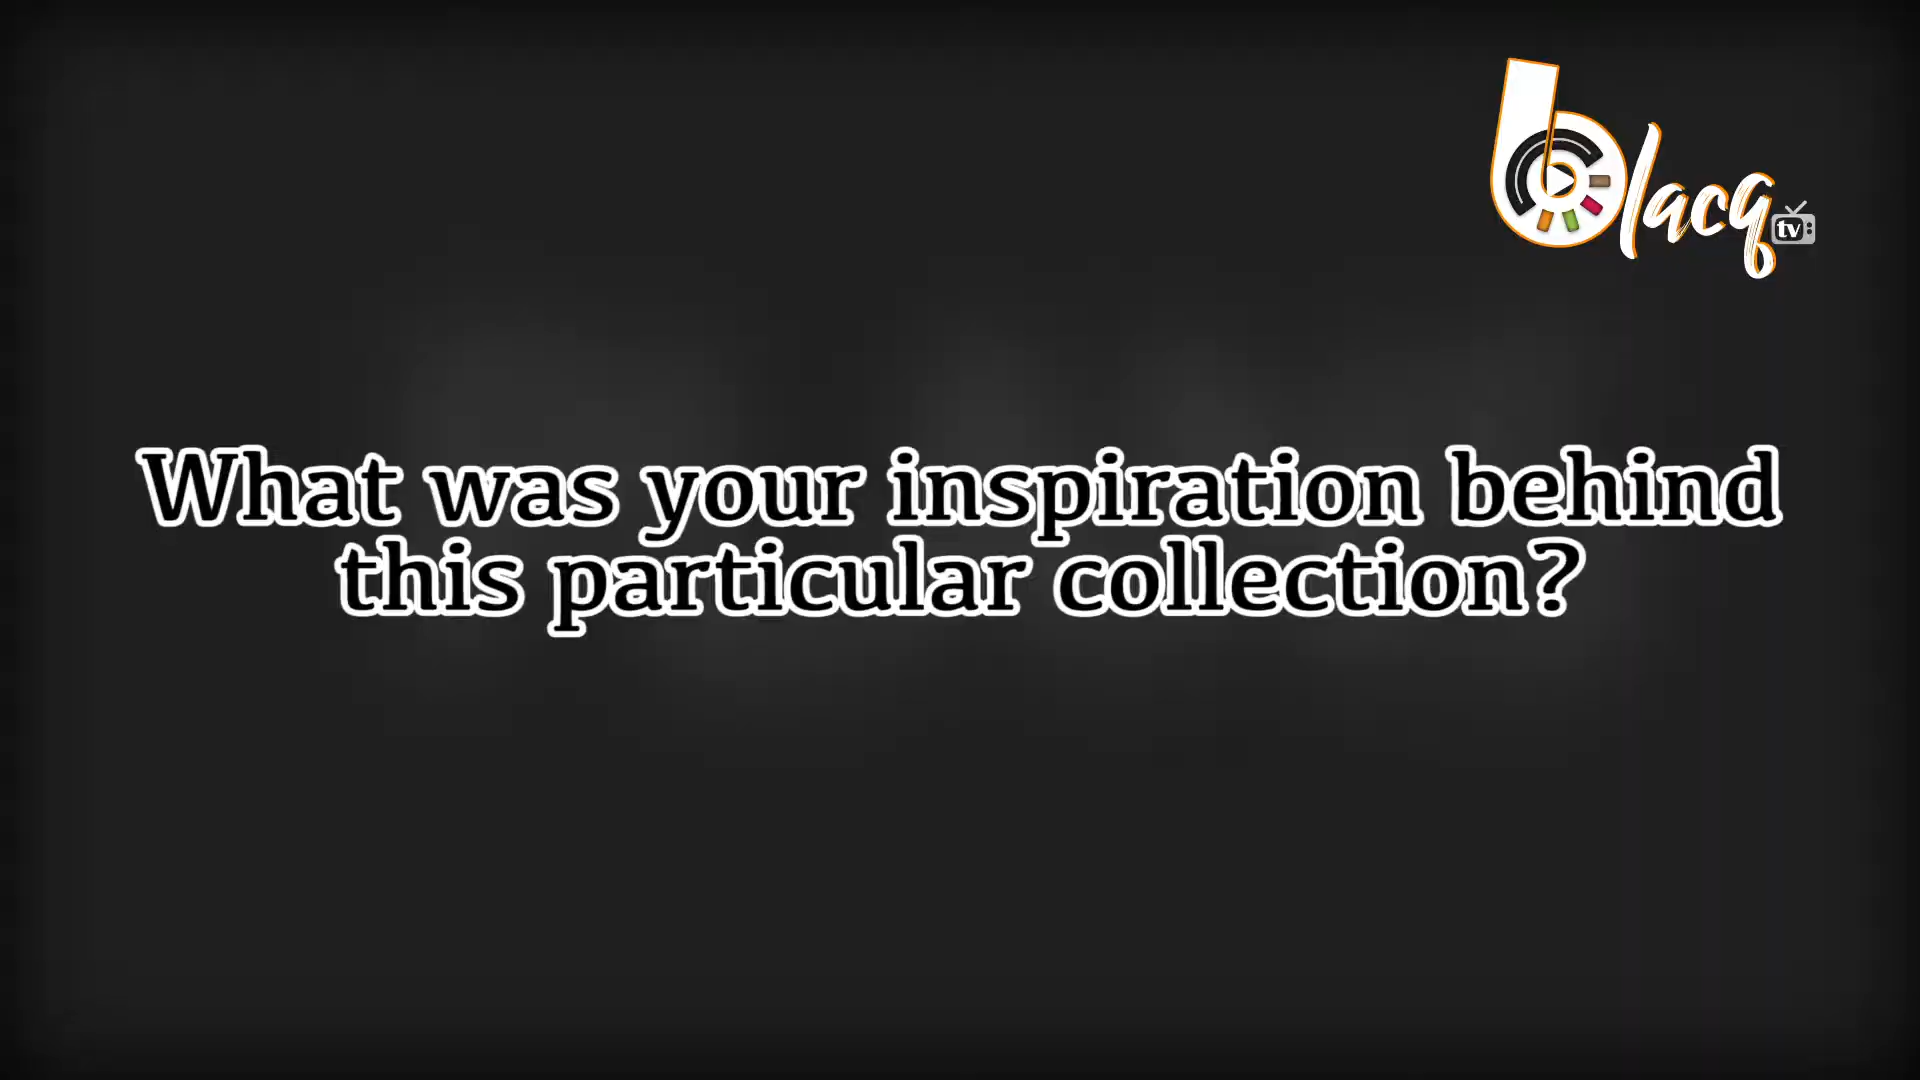 blacq
tv
What was your inspiration behind
this particular collection?